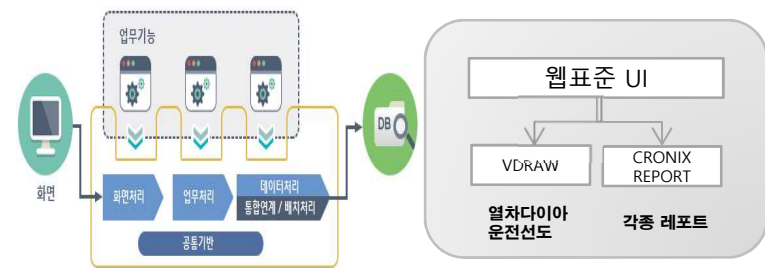 업무기능
화면
DB
화면처리
업무처리
데이터처리
통합연계 / 배치처리
공통기반
웹표준 UI
VDRAW
CRONIX
REPORT
열차다이아
운전선도
각종 레포트